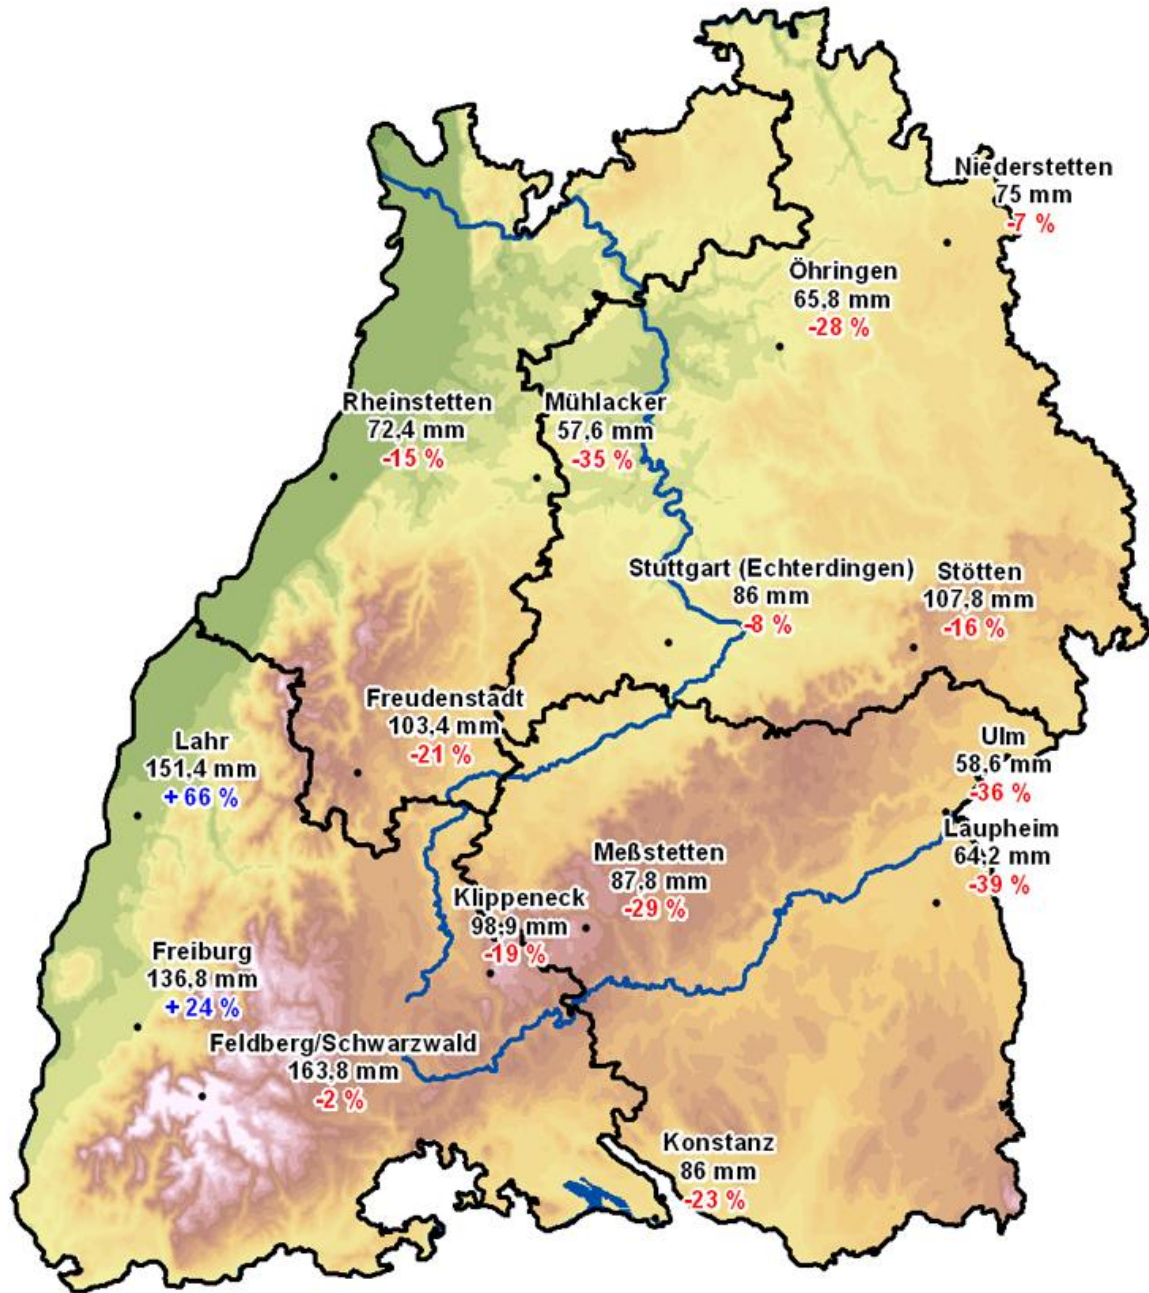 Niederstetten
75 mm
-7 %
Öhringen
65,8 mm
-28 %
Rheinstetten
72,4 mm
-15 %
Mühlacker
57,6 mm
-35 %
Stuttgart (Echterdingen)
86 mm
-8 %
Stötten
107,8 mm
-16 %
Freudenstadt
103,4 mm
-21 %
Lahr
151,4 mm
+ 66 %
Ulm
58,6 mm
-36 %
Laupheim
64,2 mm
-39 %
Meßstetten
87,8 mm
-29 %
Klippeneck
98,9 mm
-19 %
Freiburg
136,8 mm
+ 24 %
Feldberg/Schwarzwald
163,8 mm
-2 %
Konstanz
86 mm
-23 %